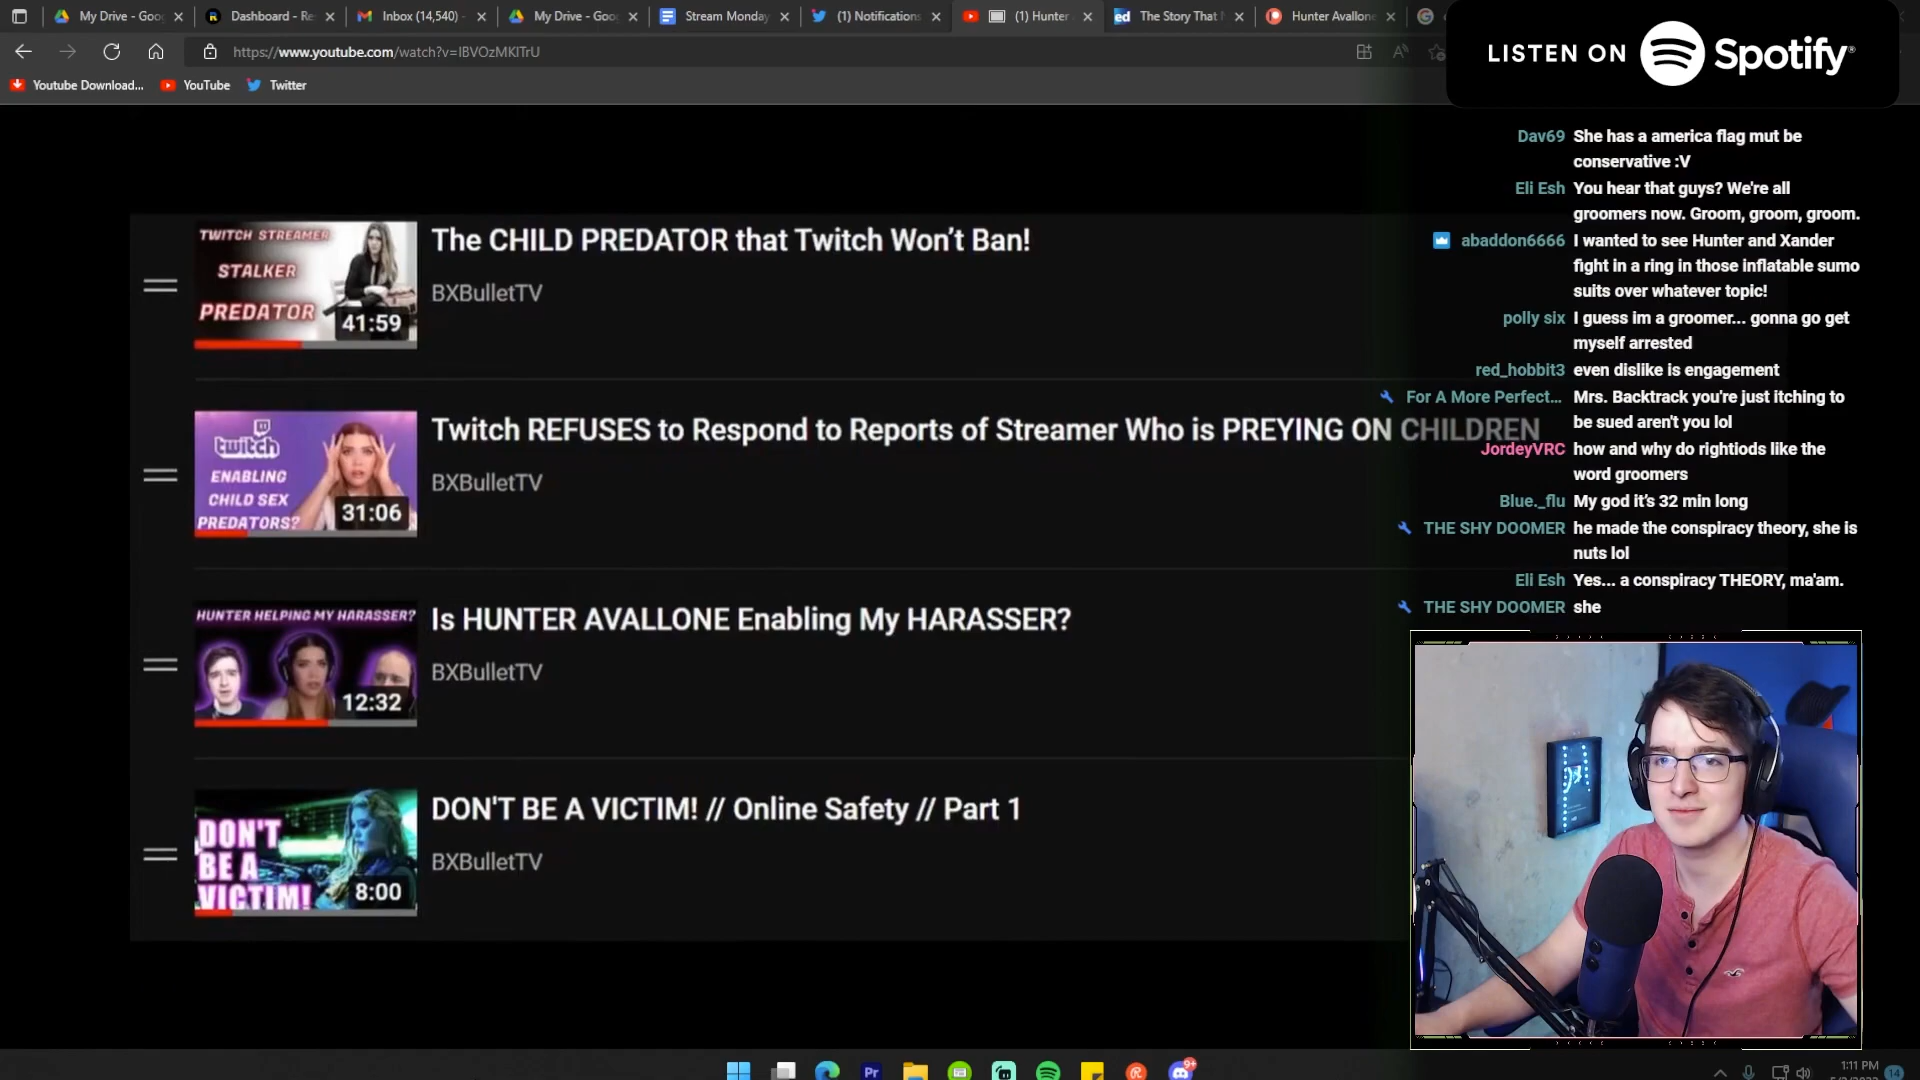 My Drive - Goo
Dashboard - Re
Inbox (14,540) -
My Drive - Goo
Stream Monday
(1) Notifications
(1) Hunter
The Story That
Hunter Avallone
https://www.youtube.com/watch?v=IBVOzMKlTrU
Youtube Download...
YouTube
Twitter
LISTEN ON Spotify
TWITCH STREAMER
STALKER
PREDATOR
41:59
The CHILD PREDATOR that Twitch Won't Ban!
BXBulletTV
twitch
ENABLING
CHILD SEX
PREDATORS?
31:06
Twitch REFUSES to Respond to Reports of Streamer Who is PREYING ON CHILDREN
BXBulletTV
HUNTER HELPING MY HARASSER?
12:32
Is HUNTER AVALLONE Enabling My HARASSER?
BXBulletTV
DON'T
BE A
VICTIM!
8:00
DON'T BE A VICTIM! // Online Safety // Part 1
BXBulletTV
Dav69 She has a america flag mut be
conservative :V
Eli Esh You hear that guys? We're all
groomers now. Groom, groom, groom.
abaddon6666 I wanted to see Hunter and Xander
fight in a ring in those inflatable sumo
suits over whatever topic!
polly six I guess im a groomer... gonna go get
myself arrested
red_hobbit3 even dislike is engagement
For A More Perfect... Mrs. Backtrack you're just itching to
be sued aren't you lol
JordeyVRC how and why do rightiods like the
word groomers
Blue._flu My god it's 32 min long
THE SHY DOOMER he made the conspiracy theory, she is
nuts lol
Eli Esh Yes... a conspiracy THEORY, ma'am.
THE SHY DOOMER she
Pr
9+
1:11 PM
14